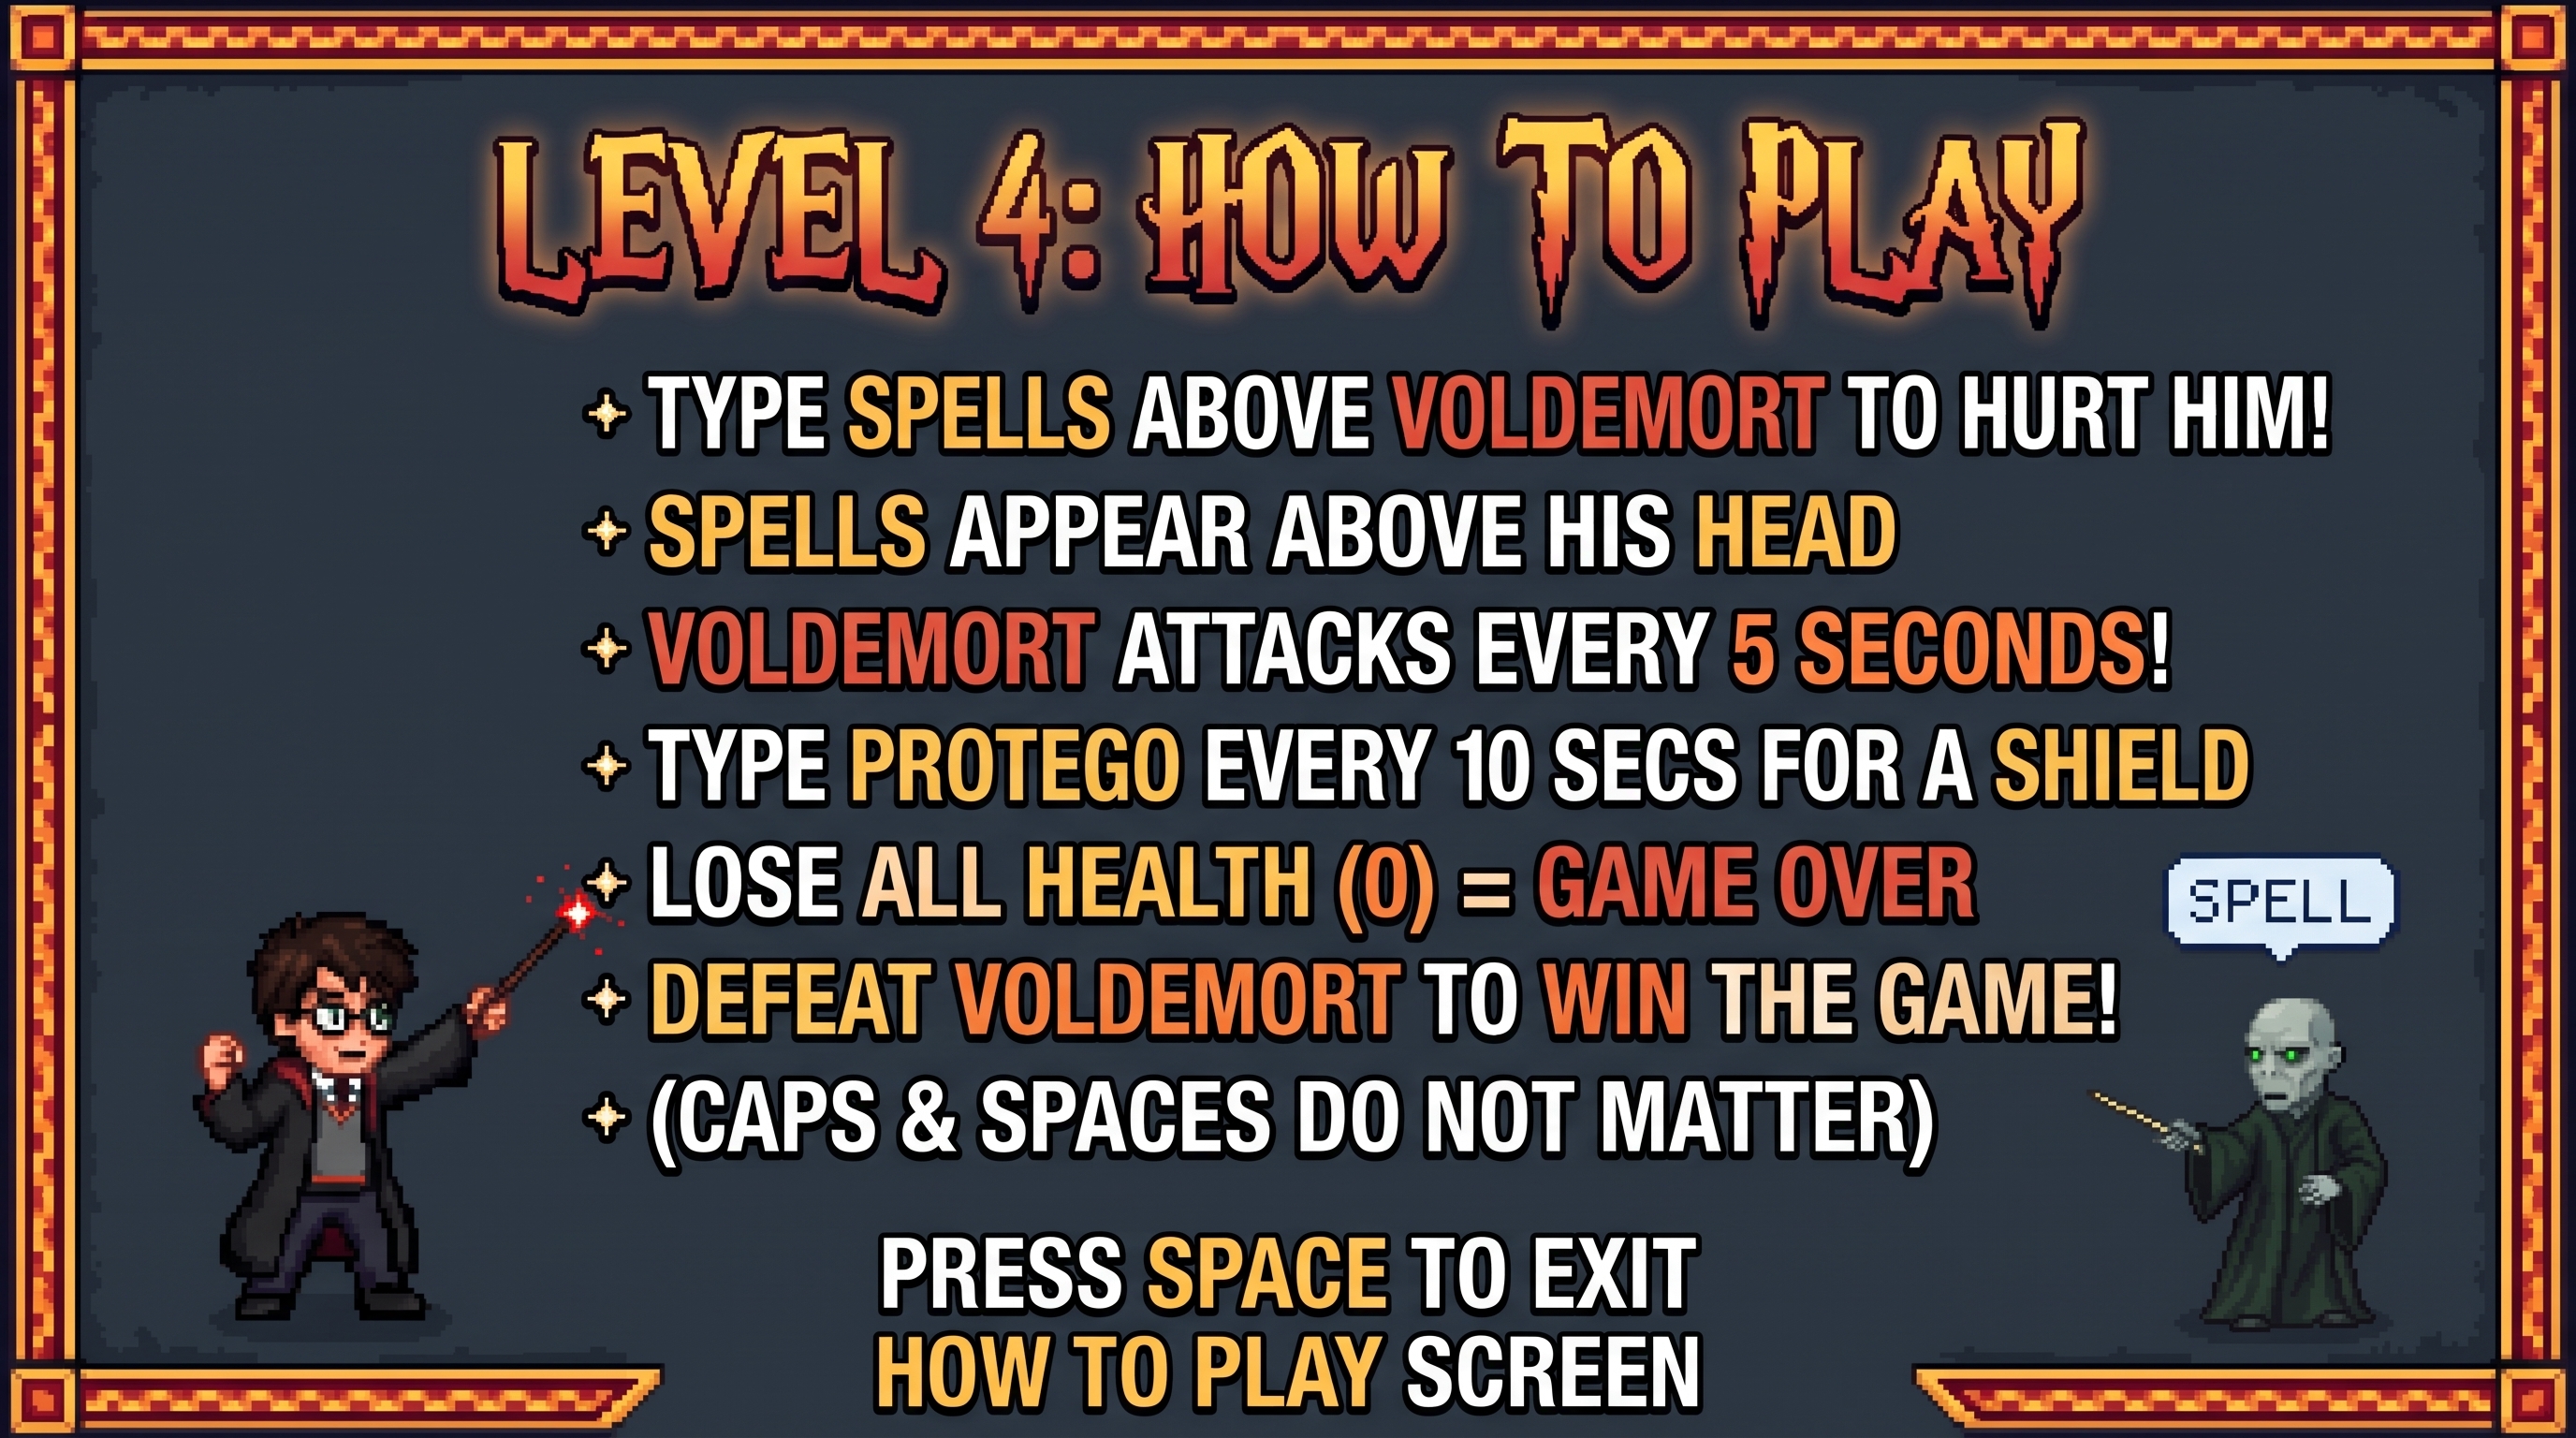 LEVEL 4: HOW TO PLAY
TYPE SPELLS ABOVE VOLDEMORT TO HURT HIM!
SPELLS APPEAR ABOVE HIS HEAD
VOLDEMORT ATTACKS EVERY 5 SECONDS!
TYPE PROTEGO EVERY 10 SECS FOR A SHIELD
LOSE ALL HEALTH (0) = GAME OVER
DEFEAT VOLDEMORT TO WIN THE GAME!
(CAPS & SPACES DO NOT MATTER)
SPELL
PRESS SPACE TO EXIT
HOW TO PLAY SCREEN